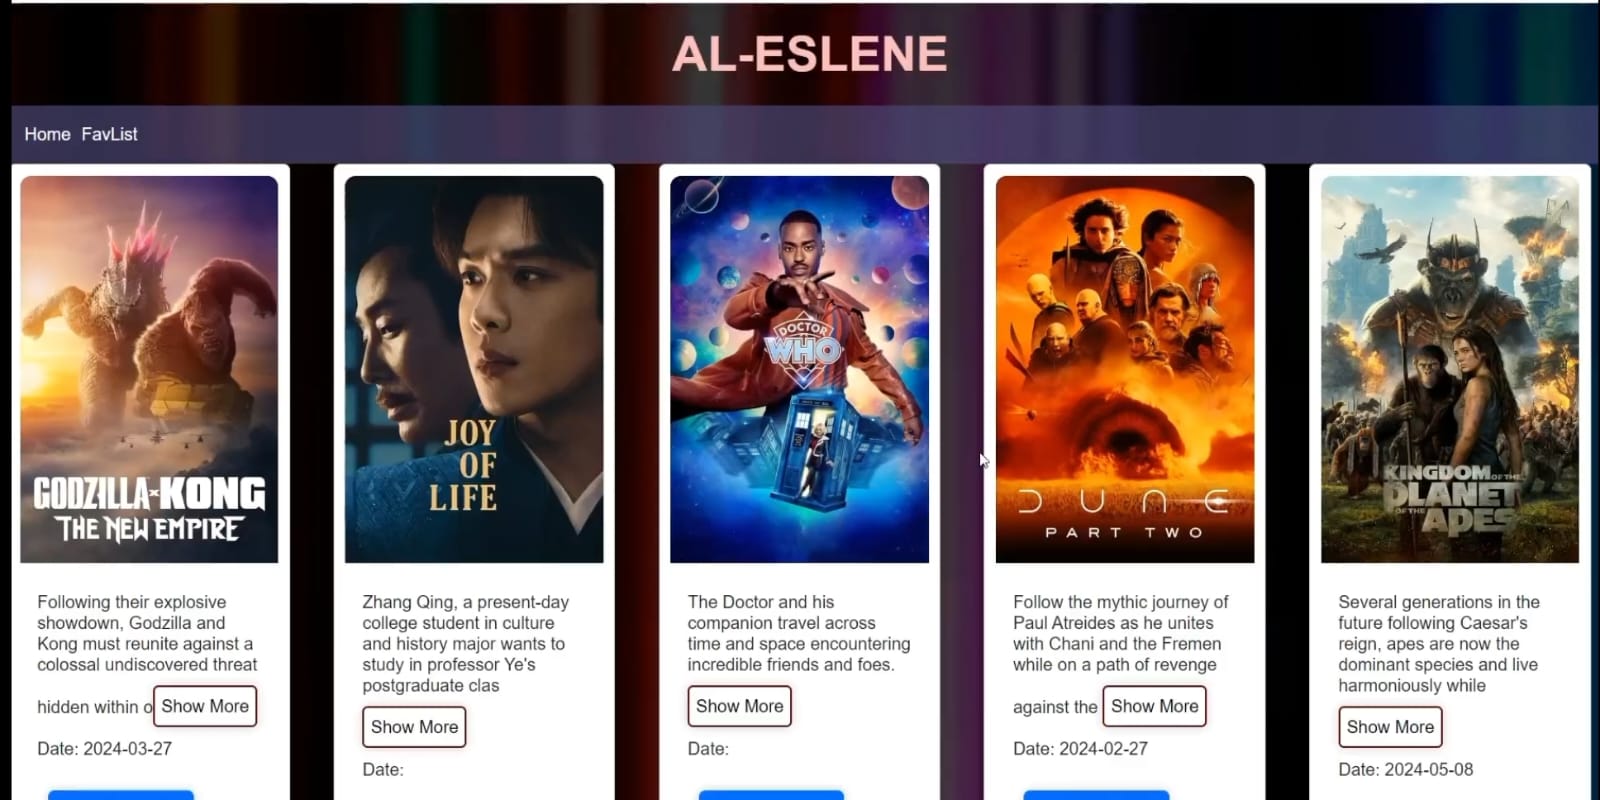 AL-ESLENE
Home FavList
GODZILLA x KONG
THE NEW EMPIRE
Following their explosive
showdown, Godzilla and
Kong must reunite against a
colossal undiscovered threat
hidden within o Show More
Date: 2024-03-27
JOY
OF
LIFE
Zhang Qing, a present-day
college student in culture
and history major wants to
study in professor Ye's
postgraduate clas
Show More
Date:
DOCTOR
WHO
The Doctor and his
companion travel across
time and space encountering
incredible friends and foes.
Show More
Date:
DUNE
PART TWO
Follow the mythic journey of
Paul Atreides as he unites
with Chani and the Fremen
while on a path of revenge
against the Show More
Date: 2024-02-27
KINGDOM OF THE
PLANET
OF THE APES
Several generations in the
future following Caesar's
reign, apes are now the
dominant species and live
harmoniously while
Show More
Date: 2024-05-08